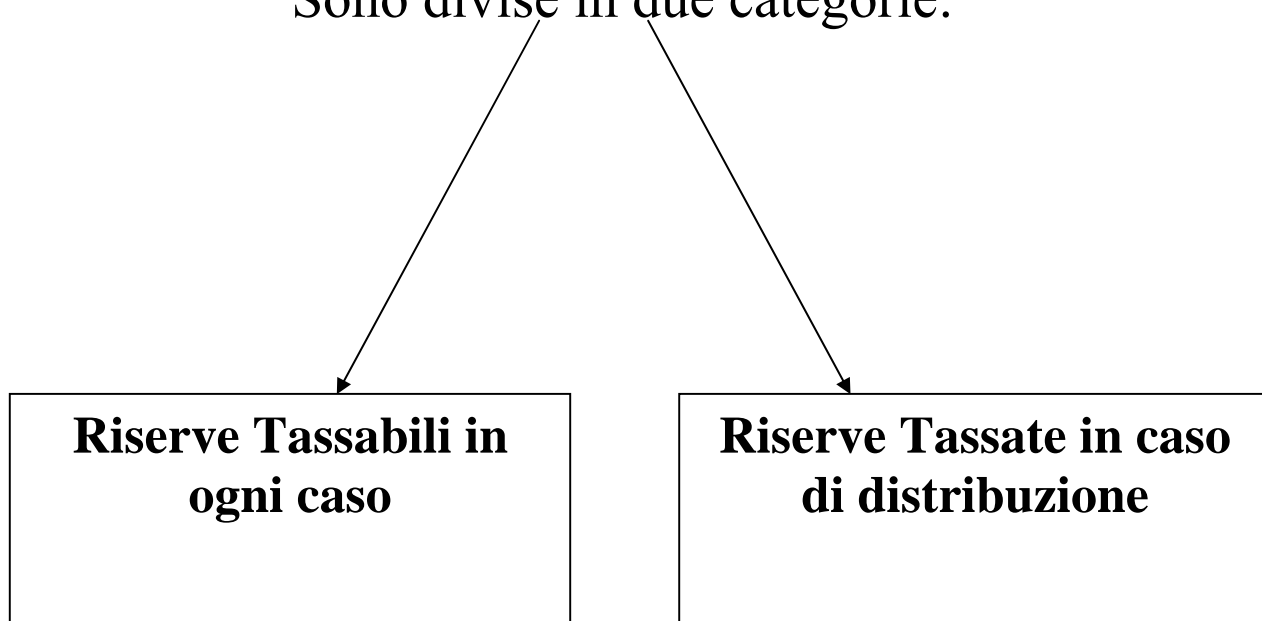 Sono divise in due categorie:
Riserve Tassabili in
ogni caso
Riserve Tassate in caso
di distribuzione